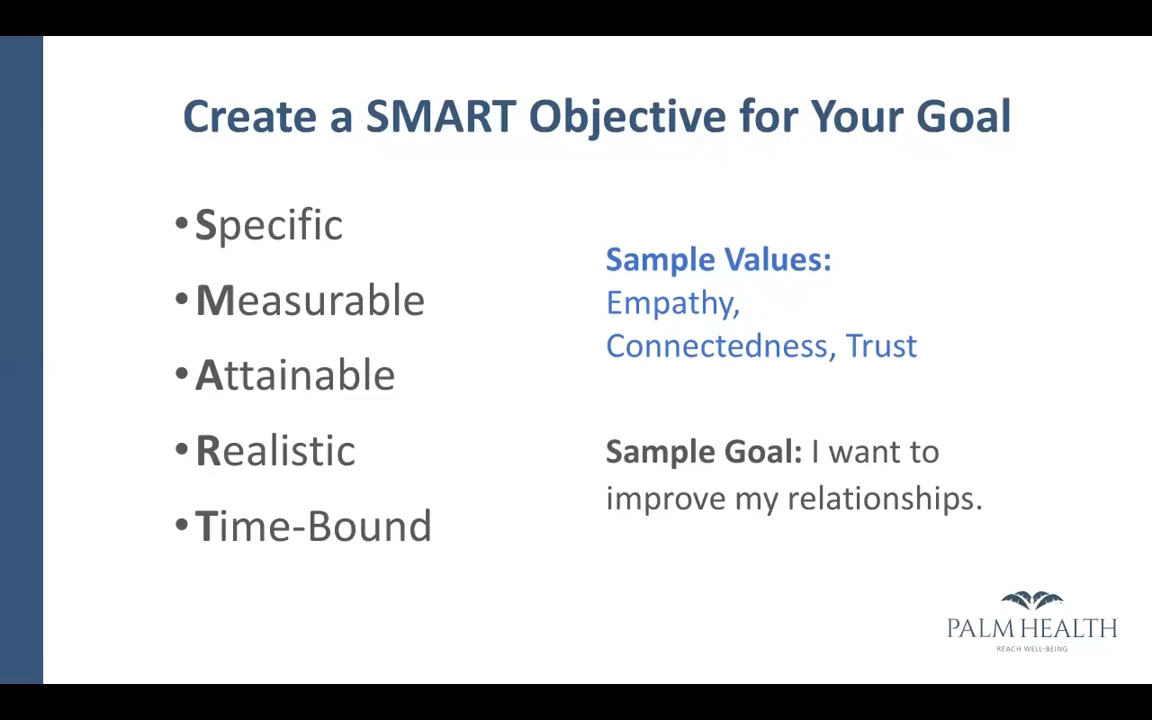 Create a SMART Objective for Your Goal
•Specific
•Measurable
•Attainable
•Realistic
•Time-Bound
Sample Values:
Empathy,
Connectedness, Trust
Sample Goal: I want to
improve my relationships.
PALM HEALTH
REACH WELL-BEING